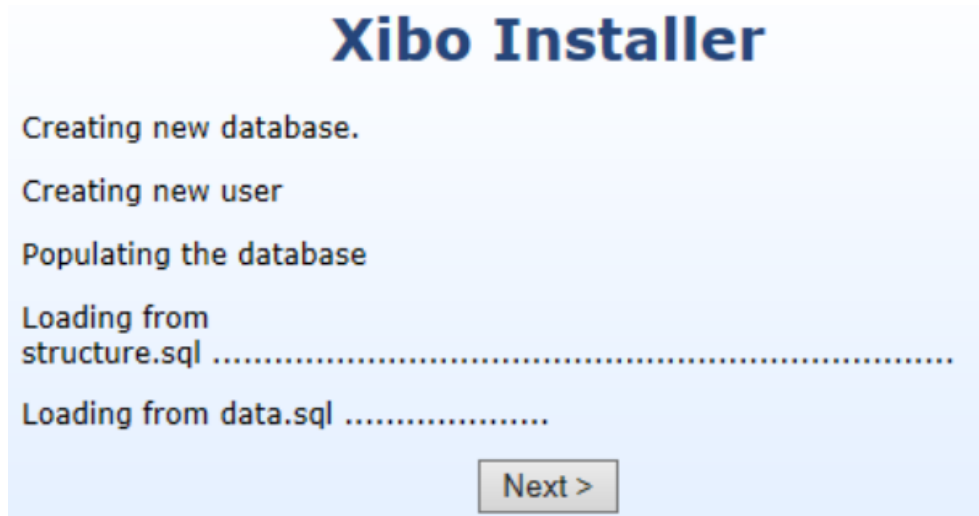 Xibo Installer
Creating new database.
Creating new user
Populating the database
Loading from
structure.sql ........................................................................
Loading from data.sql ....................
Next >